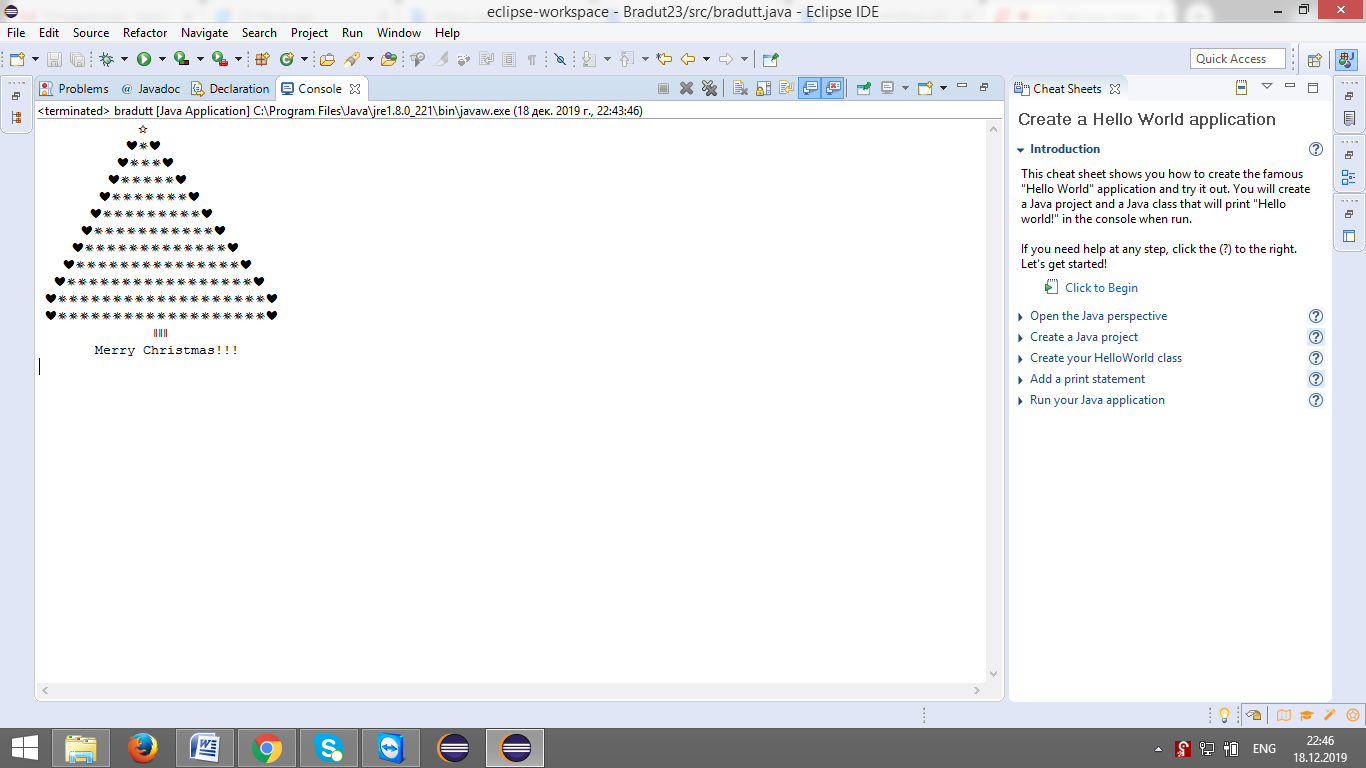 eclipse-workspace - Bradut23/src/bradutt.java - Eclipse IDE
File Edit Source Refactor Navigate Search Project Run Window Help
Quick Access
Problems @ Javadoc Declaration Console
<terminated> bradutt [Java Application] C:\Program Files\Java\jre1.8.0_221\bin\javaw.exe (18 дек. 2019 г., 22:43:46)
☆
♥✷♥
♥✷✷✷♥
♥✷✷✷✷✷♥
♥✷✷✷✷✷✷✷♥
♥✷✷✷✷✷✷✷✷✷♥
♥✷✷✷✷✷✷✷✷✷✷✷♥
♥✷✷✷✷✷✷✷✷✷✷✷✷✷♥
♥✷✷✷✷✷✷✷✷✷✷✷✷✷✷✷♥
♥✷✷✷✷✷✷✷✷✷✷✷✷✷✷✷✷✷♥
♥✷✷✷✷✷✷✷✷✷✷✷✷✷✷✷✷✷✷✷♥
♥✷✷✷✷✷✷✷✷✷✷✷✷✷✷✷✷✷✷✷♥
Merry Christmas!!!
Cheat Sheets
Create a Hello World application
Introduction
This cheat sheet shows you how to create the famous
"Hello World" application and try it out. You will create
a Java project and a Java class that will print "Hello
world!" in the console when run.
If you need help at any step, click the (?) to the right.
Let's get started!
Click to Begin
Open the Java perspective
Create a Java project
Create your HelloWorld class
Add a print statement
Run your Java application
ENG
22:46
18.12.2019